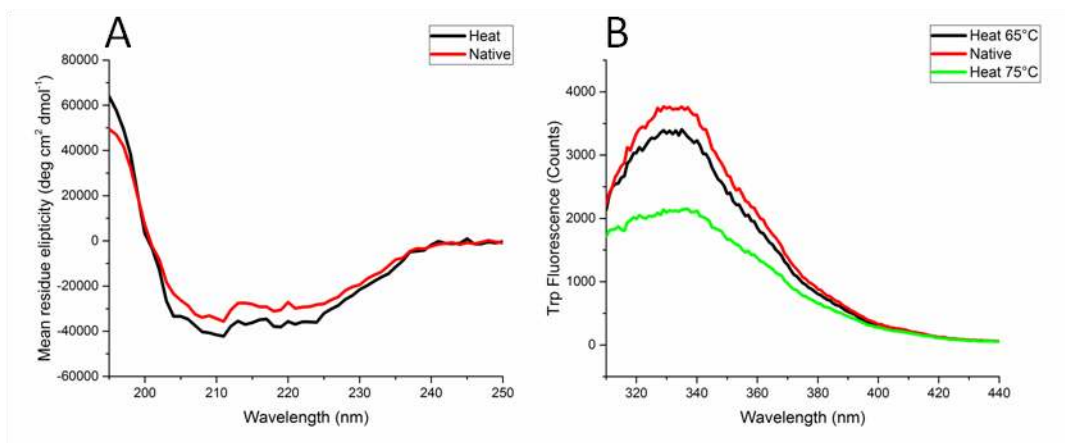 A
Heat
Native
Mean residue elipticity (deg cm² dmol⁻¹)
80000
60000
40000
20000
0
-20000
-40000
-60000
200
210
220
230
240
250
Wavelength (nm)
B
Heat 65°C
Native
Heat 75°C
Trp Fluorescence (Counts)
4000
3000
2000
1000
0
320
340
360
380
400
420
440
Wavelength (nm)